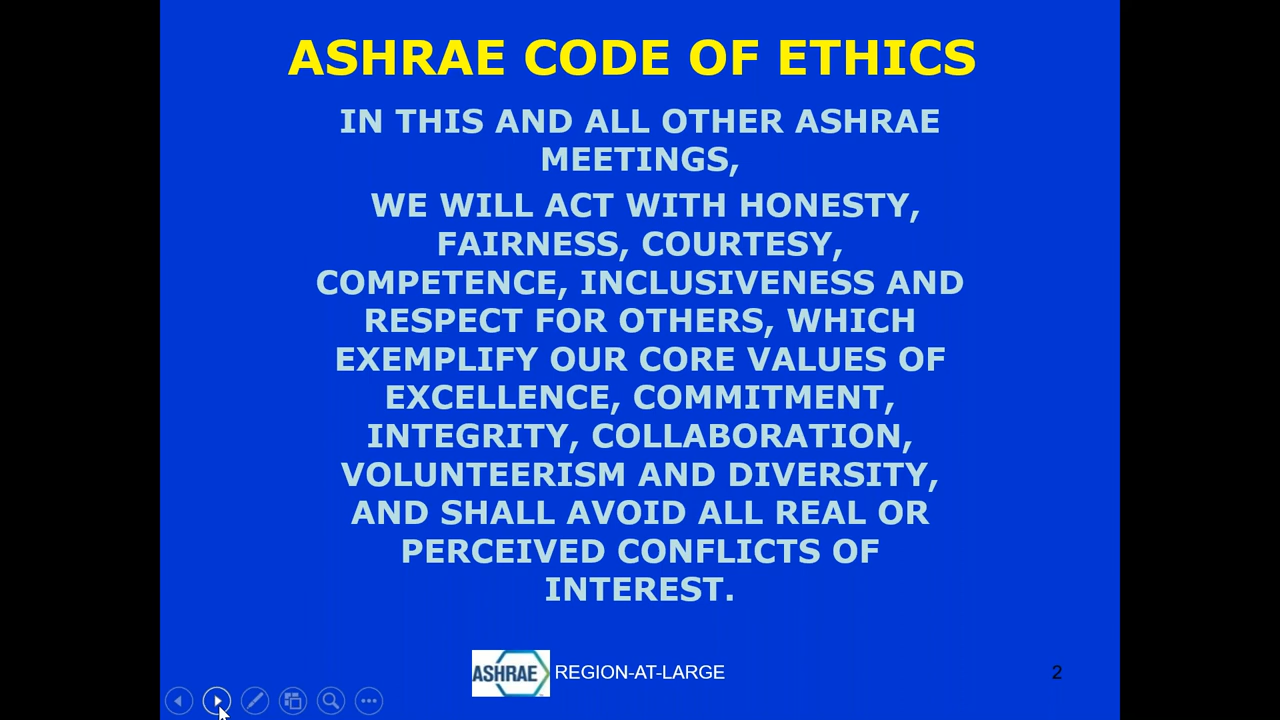 ASHRAE CODE OF ETHICS
IN THIS AND ALL OTHER ASHRAE
MEETINGS,
WE WILL ACT WITH HONESTY,
FAIRNESS, COURTESY,
COMPETENCE, INCLUSIVENESS AND
RESPECT FOR OTHERS, WHICH
EXEMPLIFY OUR CORE VALUES OF
EXCELLENCE, COMMITMENT,
INTEGRITY, COLLABORATION,
VOLUNTEERISM AND DIVERSITY,
AND SHALL AVOID ALL REAL OR
PERCEIVED CONFLICTS OF
INTEREST.
ASHRAE REGION-AT-LARGE 2